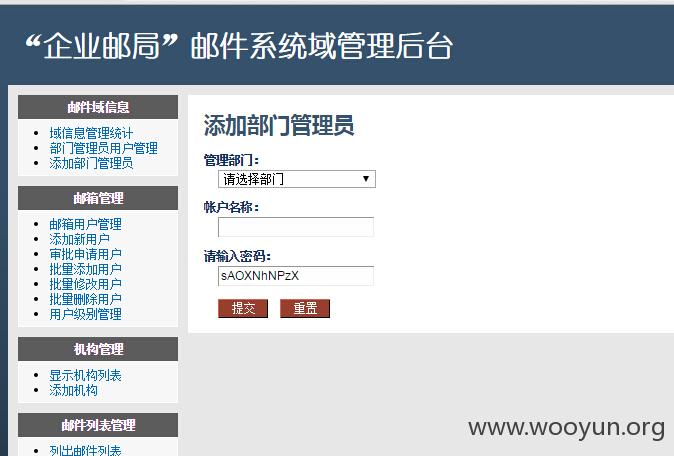 “企业邮局”邮件系统域管理后台
邮件域信息
域信息管理统计
部门管理员用户管理
添加部门管理员
邮箱管理
邮箱用户管理
添加新用户
审批申请用户
批量添加用户
批量修改用户
批量删除用户
用户级别管理
机构管理
显示机构列表
添加机构
邮件列表管理
列出邮件列表
添加部门管理员
管理部门：
请选择部门
帐户名称：
请输入密码：
sAOXNhNPzX
提交 重置
www.wooyun.org